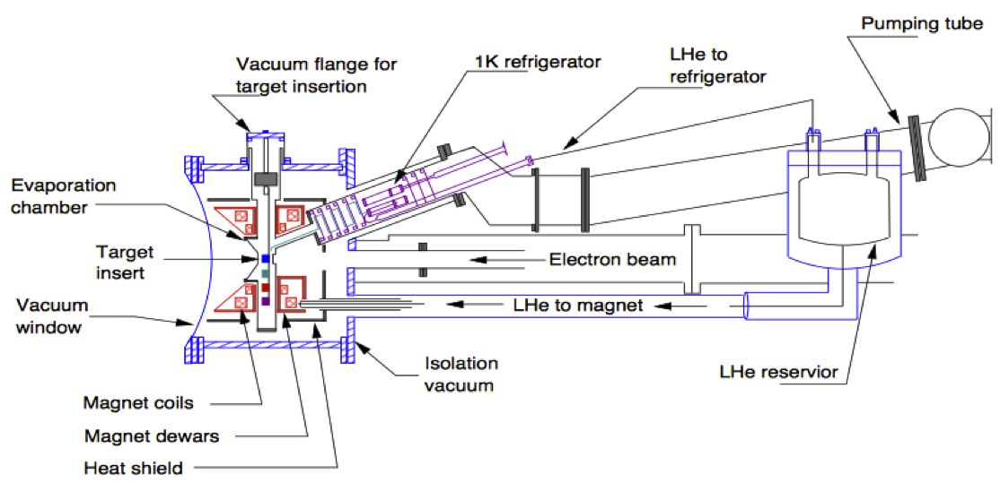 Pumping tube
Vacuum flange for
target insertion
1K refrigerator
LHe to
refrigerator
Evaporation
chamber
Target
insert
Electron beam
Vacuum
window
LHe to magnet
Isolation
vacuum
LHe reservior
Magnet coils
Magnet dewars
Heat shield